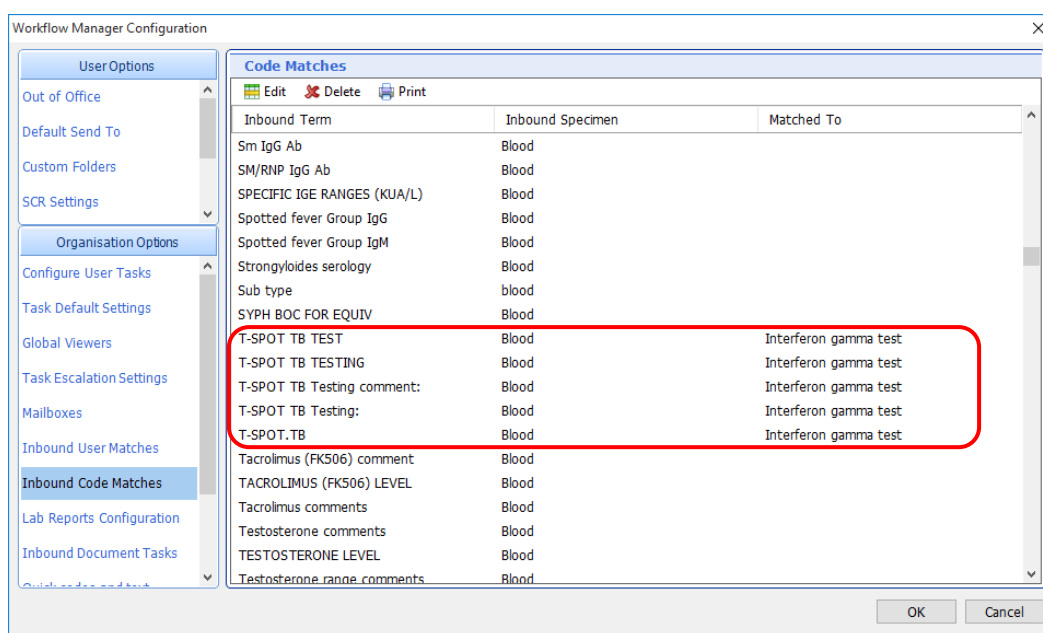 Workflow Manager Configuration
User Options
Out of Office
Default Send To
Custom Folders
SCR Settings
Organisation Options
Configure User Tasks
Task Default Settings
Global Viewers
Task Escalation Settings
Mailboxes
Inbound User Matches
Inbound Code Matches
Lab Reports Configuration
Inbound Document Tasks
Quick codes and text
Code Matches
Edit Delete Print
Inbound Term Inbound Specimen Matched To
Sm IgG Ab Blood
SM/RNP IgG Ab Blood
SPECIFIC IGE RANGES (KUA/L) Blood
Spotted fever Group IgG Blood
Spotted fever Group IgM Blood
Strongyloides serology Blood
Sub type blood
SYPH BOC FOR EQUIV Blood
T-SPOT TB TEST Blood Interferon gamma test
T-SPOT TB TESTING Blood Interferon gamma test
T-SPOT TB Testing comment: Blood Interferon gamma test
T-SPOT TB Testing: Blood Interferon gamma test
T-SPOT.TB Blood Interferon gamma test
Tacrolimus (FK506) comment Blood
TACROLIMUS (FK506) LEVEL Blood
Tacrolimus comments Blood
Testosterone comments Blood
TESTOSTERONE LEVEL Blood
Testosterone range comments Blood
OK Cancel